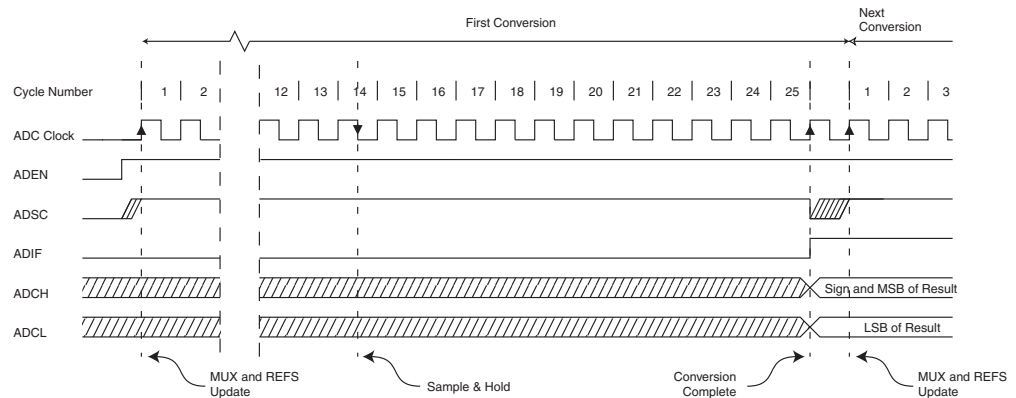 First Conversion
Next
Conversion
Cycle Number 1 2 12 13 14 15 16 17 18 19 20 21 22 23 24 25 1 2 3
ADC Clock
ADEN
ADSC
ADIF
ADCH Sign and MSB of Result
ADCL LSB of Result
MUX and REFS
Update
Sample & Hold
Conversion
Complete
MUX and REFS
Update